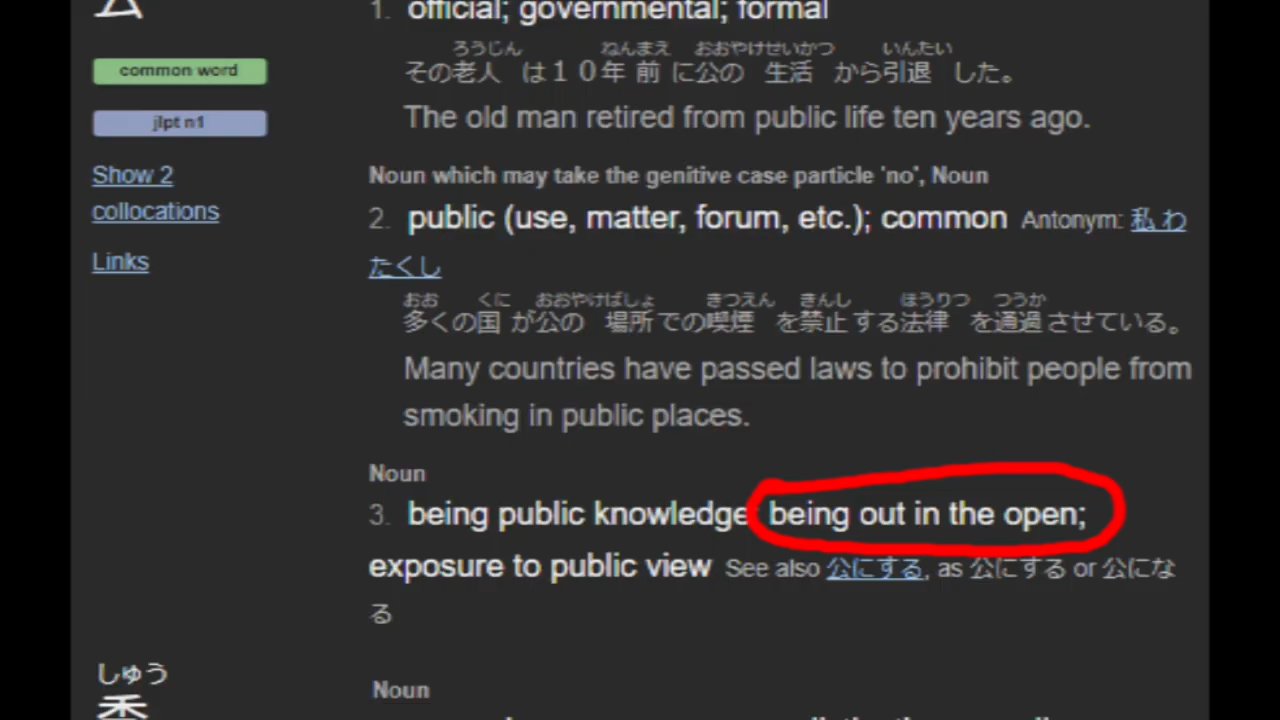 公
common word
jlpt n1
Show 2
collocations
Links
1. official; governmental; formal
ろうじん ねんまえ おおやけせいかつ いんたい
その老人 は１０年 前 に公の 生活 から引退 した。
The old man retired from public life ten years ago.
Noun which may take the genitive case particle 'no', Noun
2. public (use, matter, forum, etc.); common Antonym: 私 わ
たくし
おお くに おおやけばしょ きつえん きんし ほうりつ つうか
多くの国 が公の 場所での喫煙 を禁止する法律 を通過させている。
Many countries have passed laws to prohibit people from
smoking in public places.
Noun
3. being public knowledge being out in the open;
exposure to public view See also 公にする, as 公にする or 公にな
る
しゅう
Noun